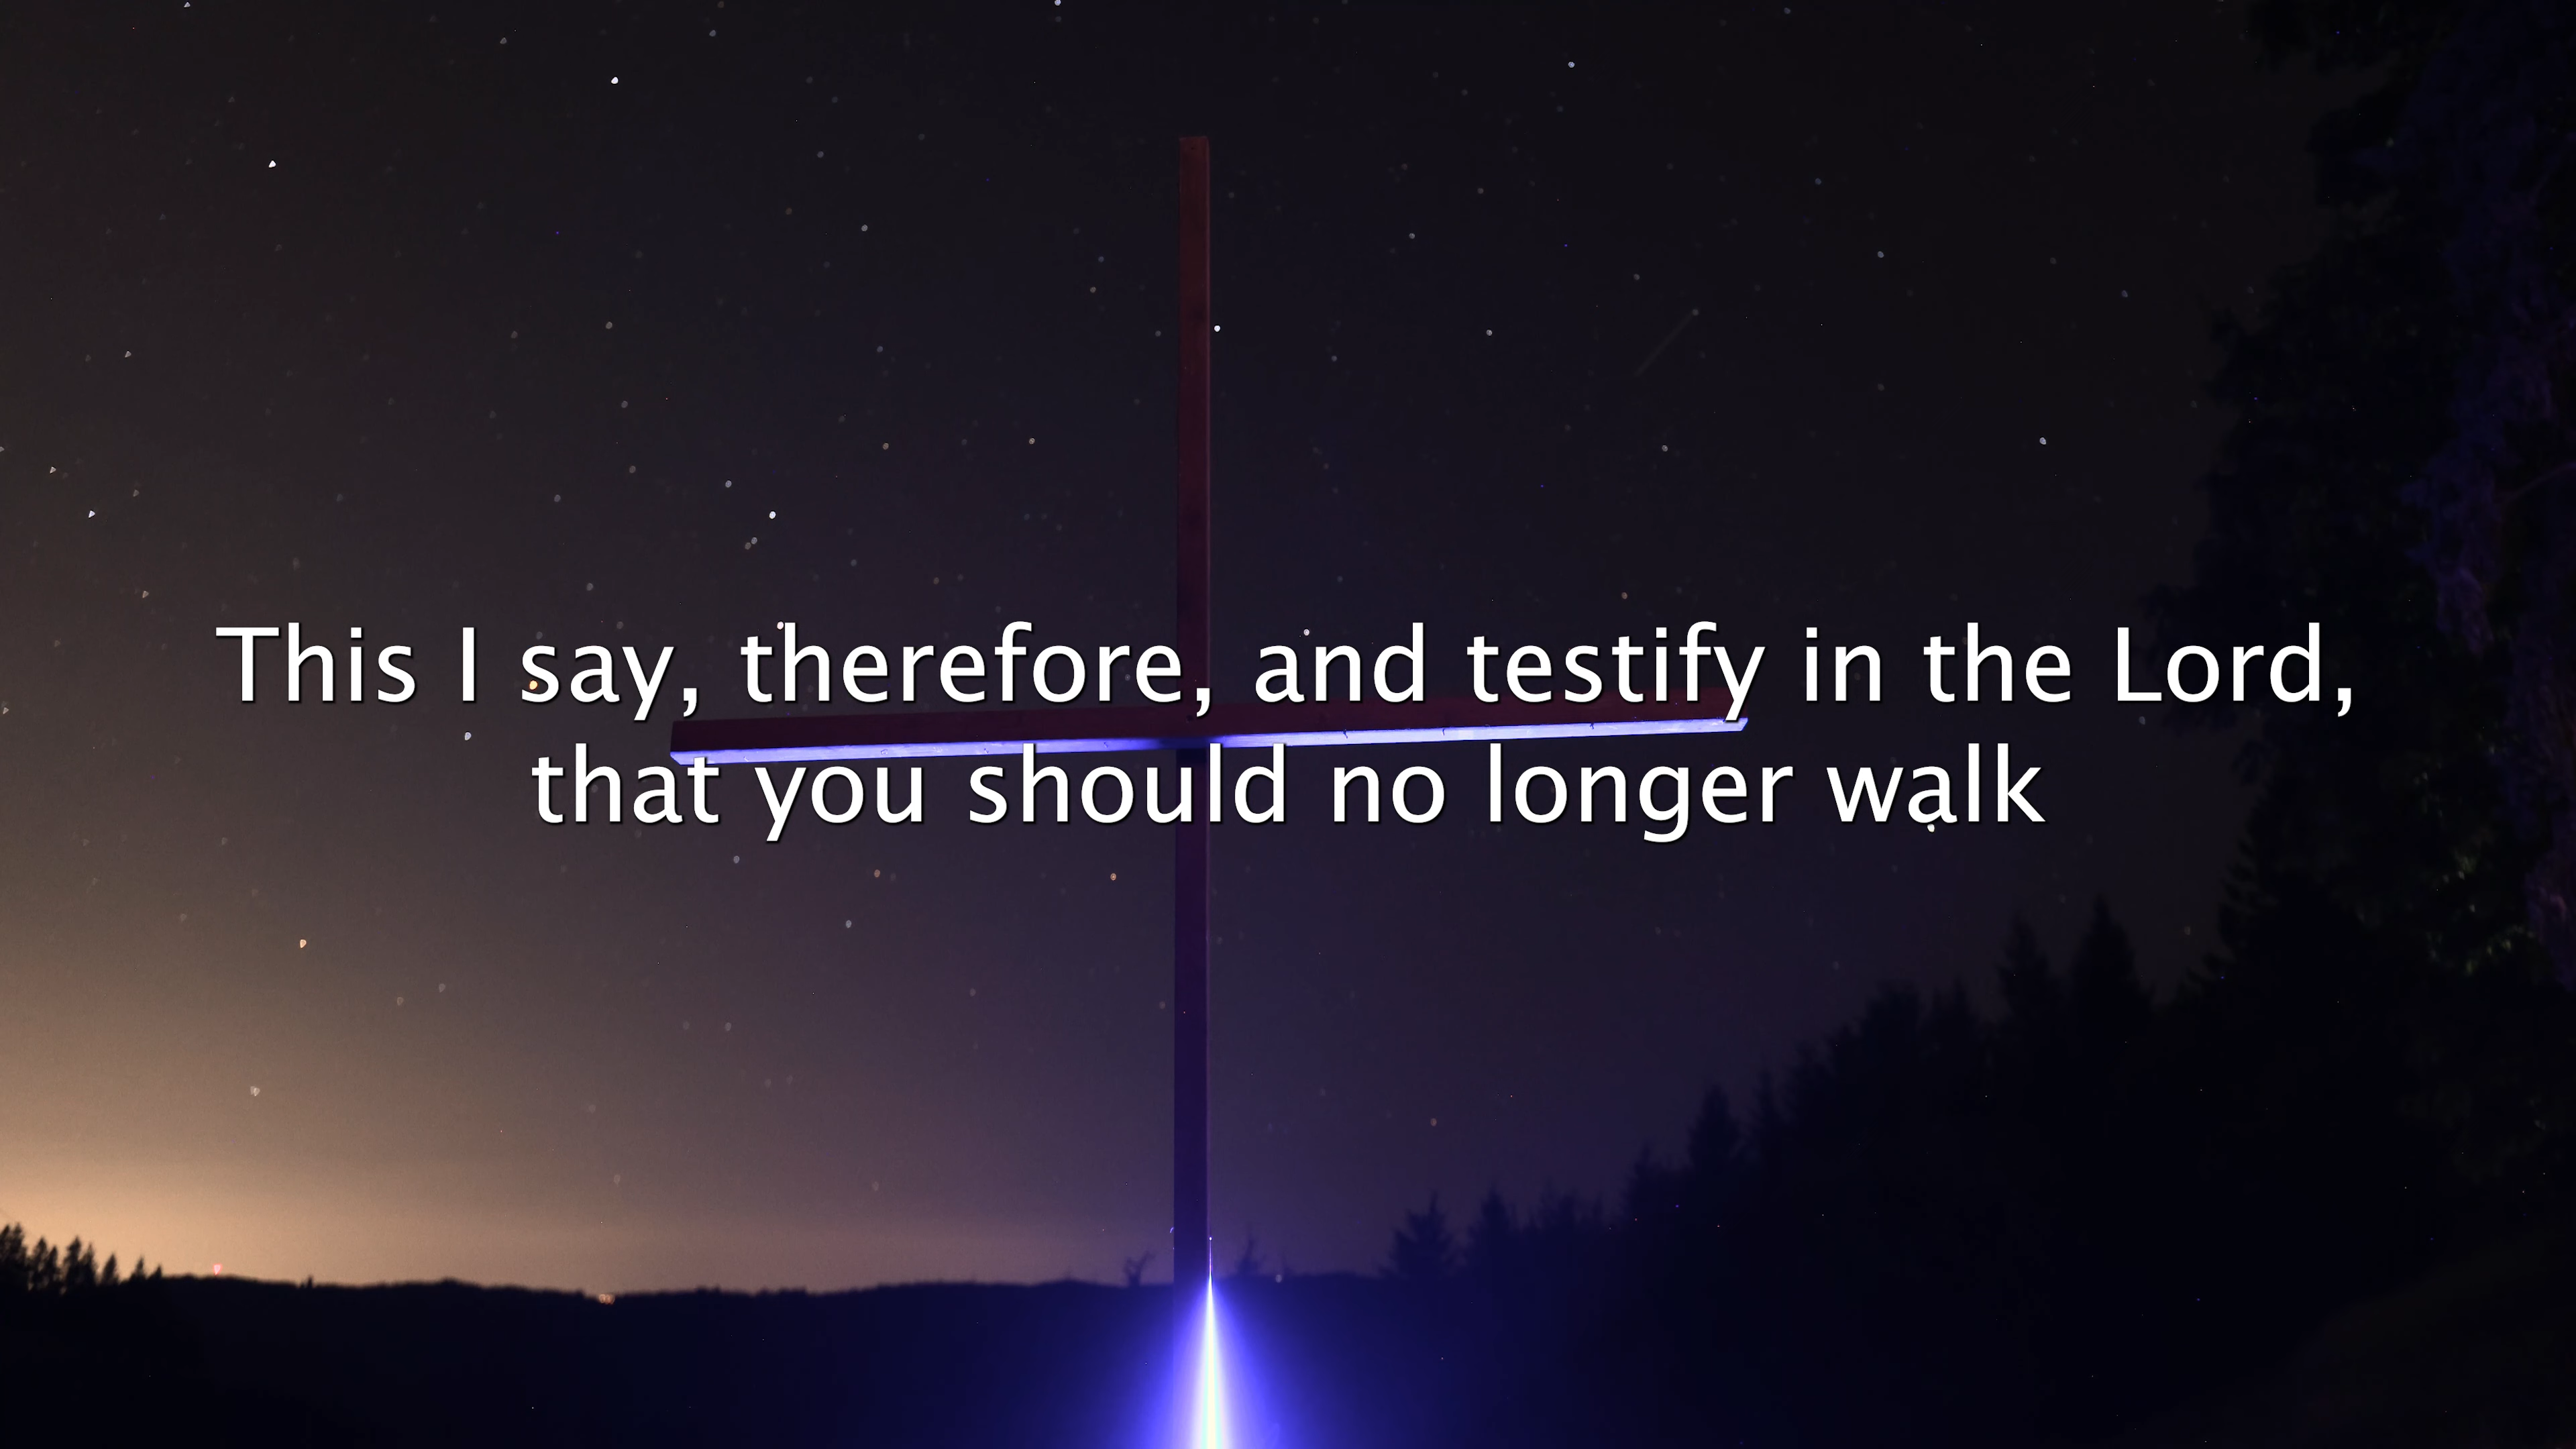 This I say, therefore, and testify in the Lord,
that you should no longer walk